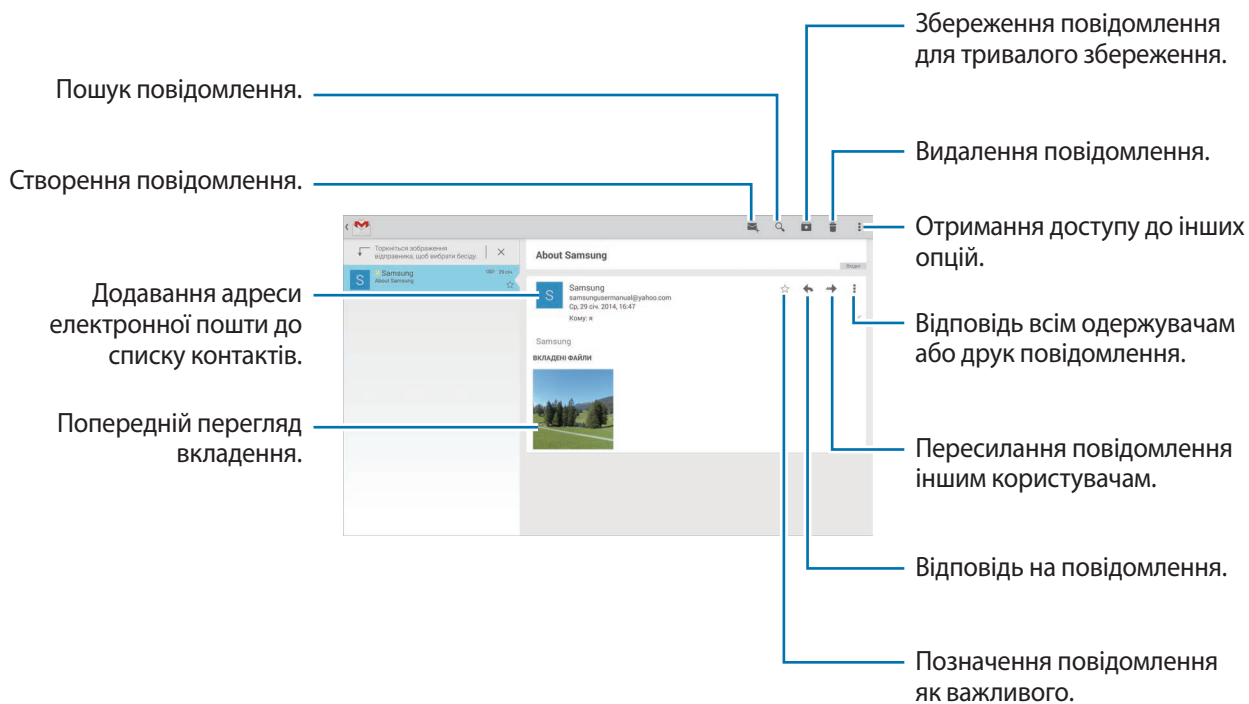 Збереження повідомлення
для тривалого збереження.
Пошук повідомлення.
Видалення повідомлення.
Створення повідомлення.
Отримання доступу до інших
опцій.
Торкніться зображення
відправника, щоб вибрати бесіду.
About Samsung
S
Samsung
29 січ.
About Samsung
S
Samsung
samsungusermanual@yahoo.com
Ср, 29 січ. 2014, 16:47
Кому: я
Додавання адреси
електронної пошти до
списку контактів.
Відповідь всім одержувачам
або друк повідомлення.
Samsung
ВКЛАДЕНІ ФАЙЛИ
Попередній перегляд
вкладення.
Пересилання повідомлення
іншим користувачам.
Відповідь на повідомлення.
Позначення повідомлення
як важливого.